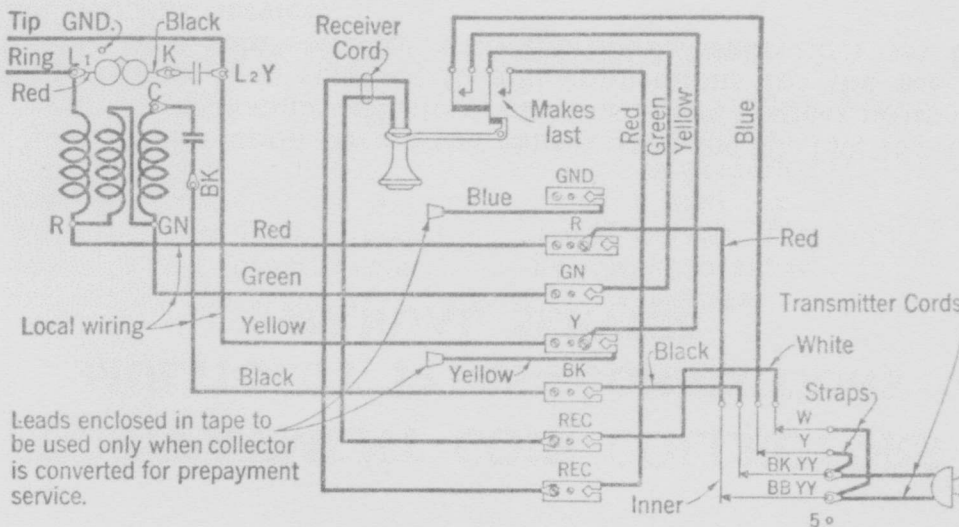 Tip GND. Black
Ring L1 K L2 Y
Red
C
BK
R GN
Receiver
Cord
Makes
last
Red
Green
Yellow
Blue
GND
Blue
R
Red
Red
GN
Green
Transmitter Cords
Local wiring
Yellow
Y
White
Black
Yellow
BK
Black
Straps
Leads enclosed in tape to
be used only when collector
is converted for prepayment
service.
REC
REC
W
Y
BK YY
BB YY
Inner
5